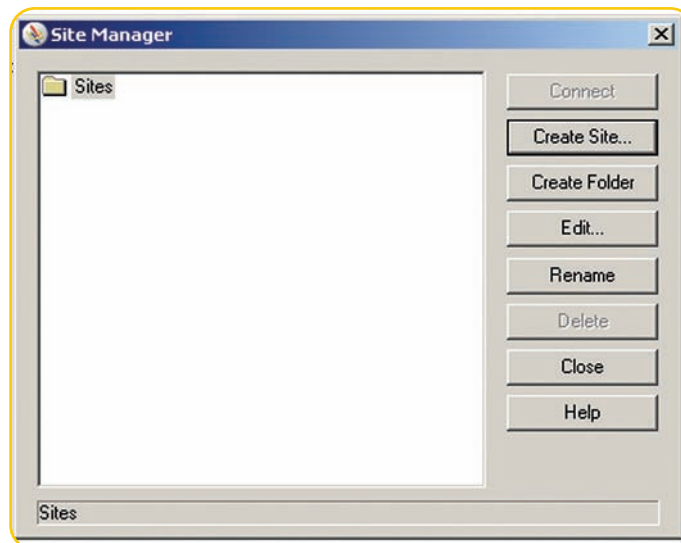 Site Manager
Sites
Connect
Create Site...
Create Folder
Edit...
Rename
Delete
Close
Help
Sites